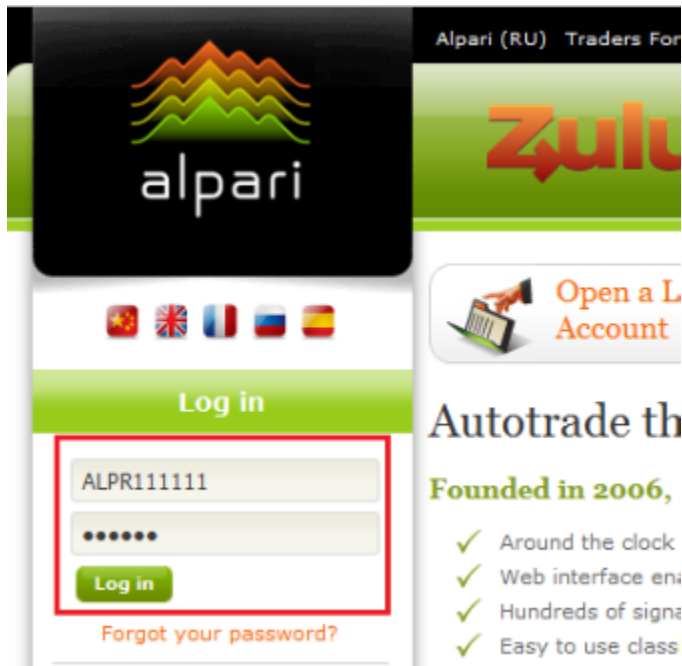 Alpari (RU) Traders For
Zulu
alpari
Open a L
Account
Log in
ALPR111111
••••••
Log in
Forgot your password?
Autotrade th
Founded in 2006,
Around the clock
Web interface ena
Hundreds of signa
Easy to use class